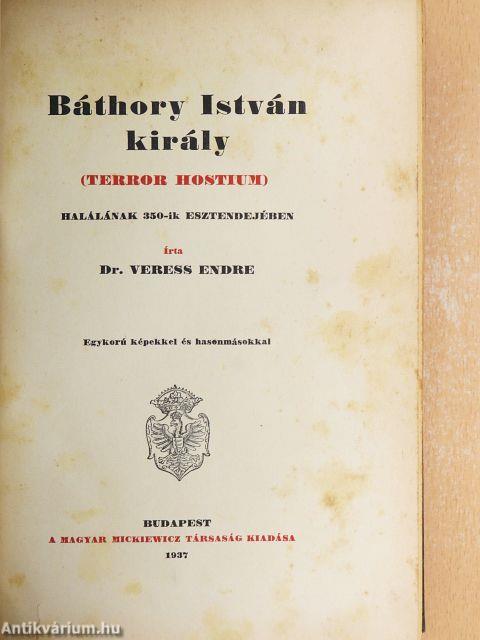 Báthory István
király
(TERROR HOSTIUM)
HALÁLÁNAK 350-ik ESZTENDEJÉBEN
írta
Dr. VERESS ENDRE
Egykorú képekkel és hasonmásokkal
BUDAPEST
A MAGYAR MICKIEWICZ TÁRSASÁG KIADÁSA
1937
Antikvárium.hu